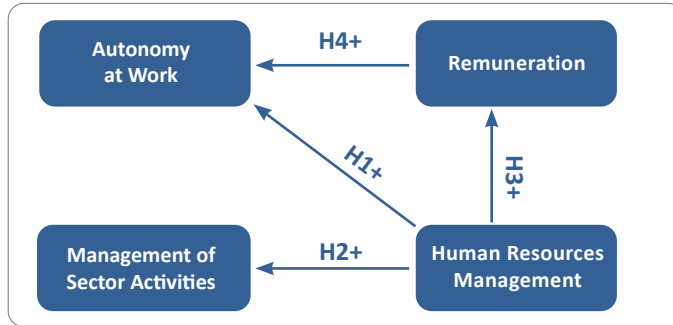 Autonomy
at Work
H4+
Remuneration
H1+
H3+
Management of
Sector Activities
H2+
Human Resources
Management